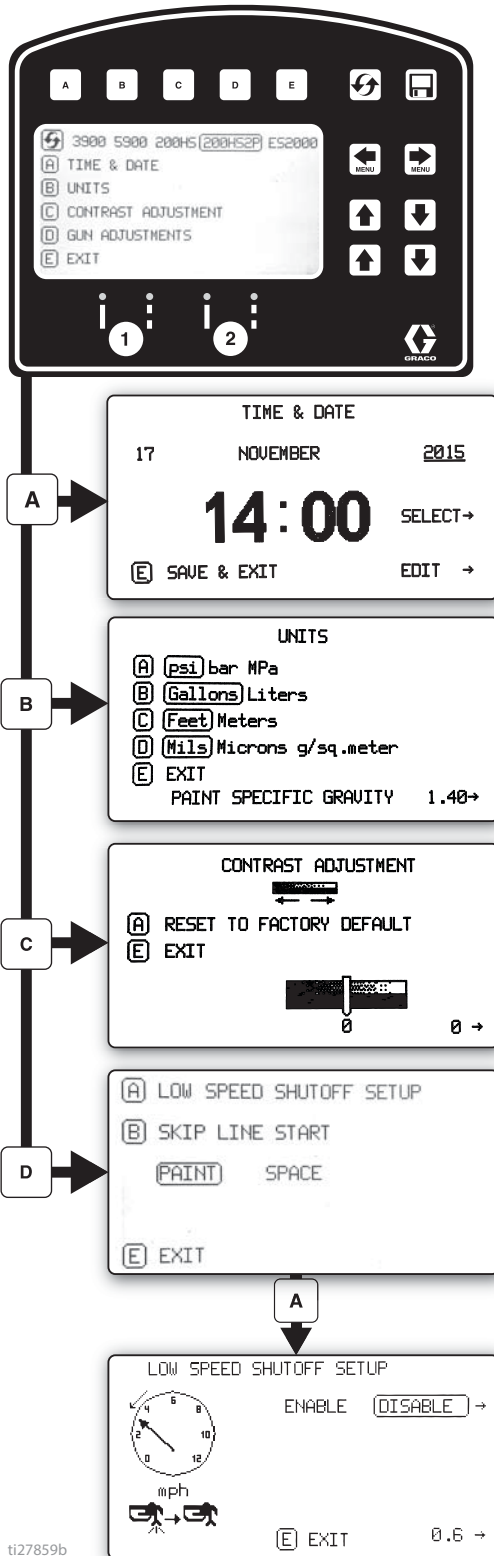 A B C D E
3900 5900 200HS 200HS2P ES2000
A TIME & DATE
B UNITS
C CONTRAST ADJUSTMENT
D GUN ADJUSTMENTS
E EXIT
MENU MENU
1 2
GRACO
A
TIME & DATE
17 NOVEMBER 2015
14:00
SELECT→
E SAVE & EXIT EDIT →
B
UNITS
A psi bar MPa
B Gallons Liters
C Feet Meters
D Mils Microns g/sq.meter
E EXIT
PAINT SPECIFIC GRAVITY 1.40→
C
CONTRAST ADJUSTMENT
A RESET TO FACTORY DEFAULT
E EXIT
0 0 →
D
A LOW SPEED SHUTOFF SETUP
B SKIP LINE START
PAINT SPACE
E EXIT
A
LOW SPEED SHUTOFF SETUP
ENABLE DISABLE →
0 2 4 6 8 10 12
mph
E EXIT 0.6 →
ti27859b